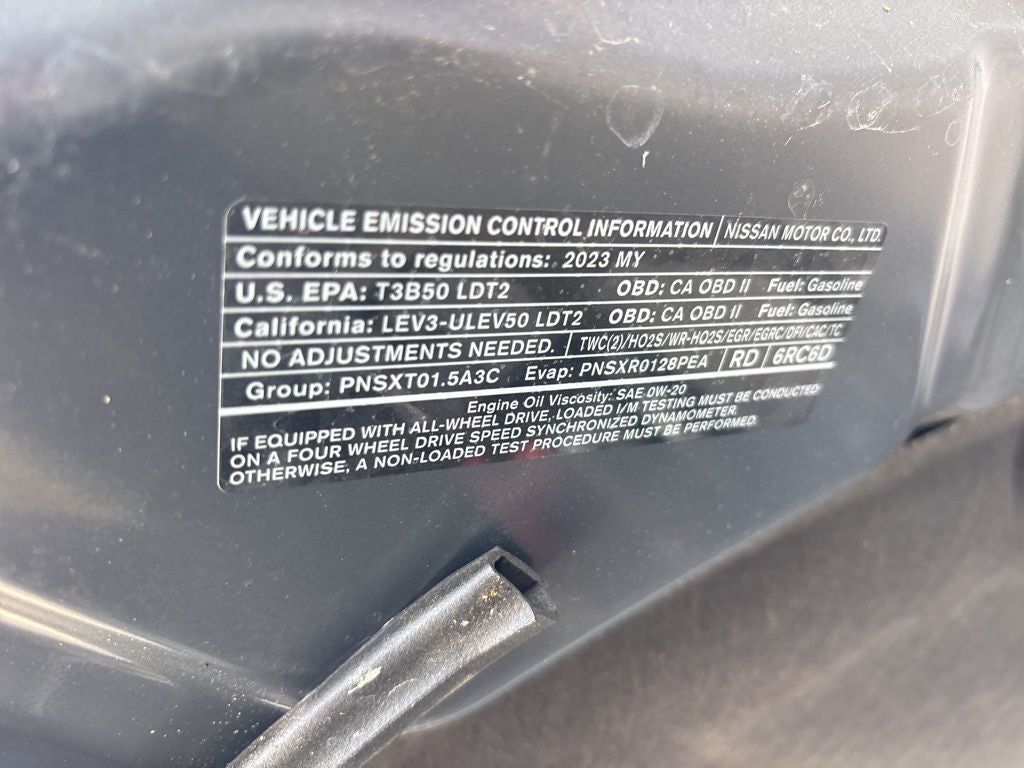 VEHICLE EMISSION CONTROL INFORMATION NISSAN MOTOR CO., LTD.
Conforms to regulations: 2023 MY
U.S. EPA: T3B50 LDT2 OBD: CA OBD II Fuel: Gasoline
California: LEV3-ULEV50 LDT2 OBD: CA OBD II Fuel: Gasoline
NO ADJUSTMENTS NEEDED. TWC(2)/HO2S/WR-HO2S/EGR/EGRC/DFI/CAC/TC
Group: PNSXT01.5A3C Evap: PNSXR0128PEA RD 6RC6D
Engine Oil Viscosity: SAE 0W-20
IF EQUIPPED WITH ALL-WHEEL DRIVE, LOADED I/M TESTING MUST BE CONDUCTED
ON A FOUR WHEEL DRIVE SPEED SYNCHRONIZED DYNAMOMETER.
OTHERWISE, A NON-LOADED TEST PROCEDURE MUST BE PERFORMED.